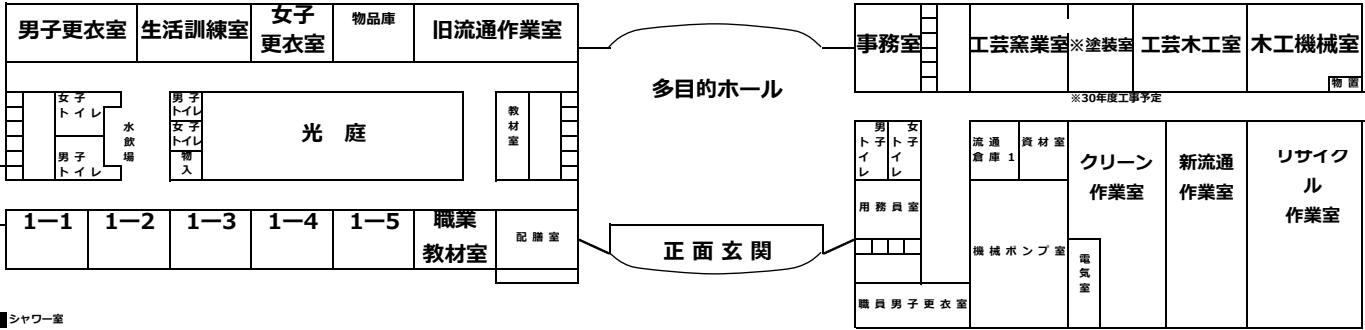 男子更衣室
生活訓練室
女子
更衣室
物品庫
旧流通作業室
事務室
工芸窯業室
※塗装室
工芸木工室
木工機械室
物置
※30年度工事予定
多目的ホール
女子
トイレ
男子
トイレ
水飲場
男子
トイレ
女子
トイレ
物
入
光庭
教材室
男子トイレ
女子トイレ
流通
倉庫1
資材室
クリーン
作業室
新流通
作業室
リサイク
ル
作業室
用務員室
機械ポンプ室
電気室
職員男子更衣室
1ー1
1ー2
1ー3
1ー4
1ー5
職業
教材室
配膳室
正面玄関
シャワー室